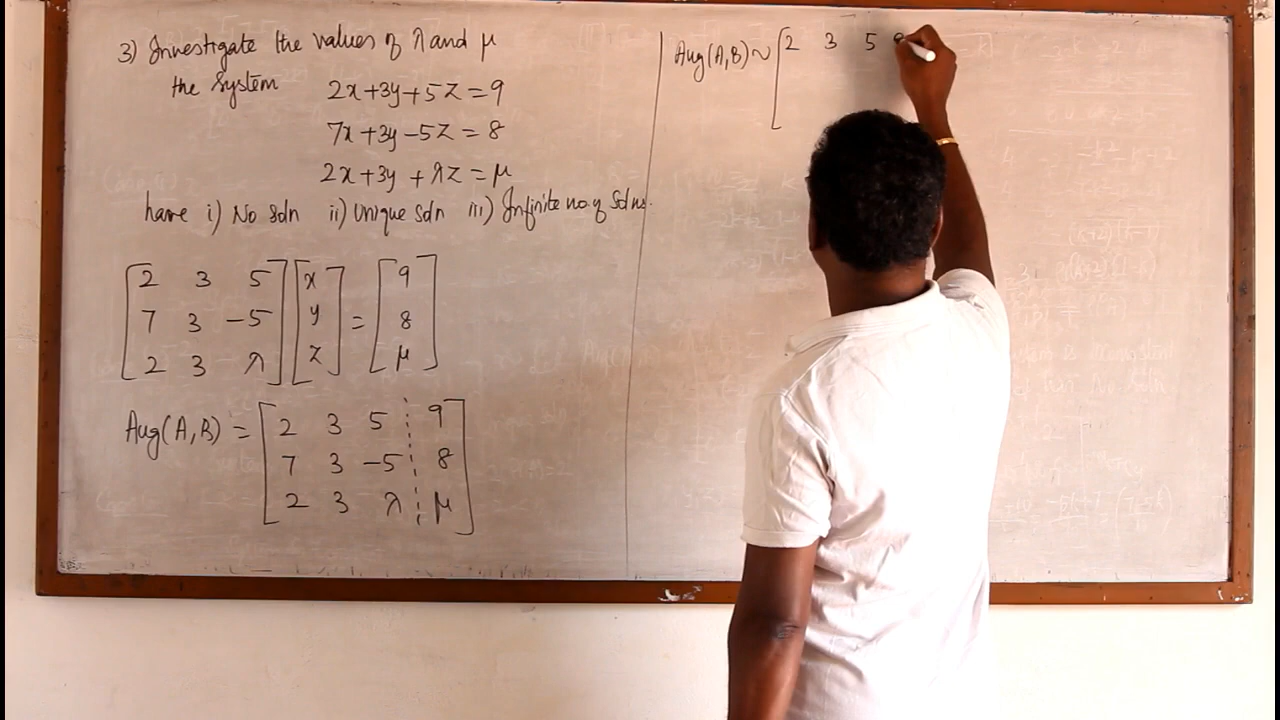 3) Investigate the values of λ and μ
the system
2x+3y+5z=9
7x+3y-5z=8
2x+3y+λz=μ
have i) No soln ii) Unique soln iii) Infinite no. of solns.
[2 3 5] [x] = [9]
[7 3 -5] [y] [8]
[2 3 λ] [z] [μ]
Aug(A,B) = [2 3 5 ¦ 9]
[7 3 -5 ¦ 8]
[2 3 λ ¦ μ]
Aug(A,B) ~ [2 3 5